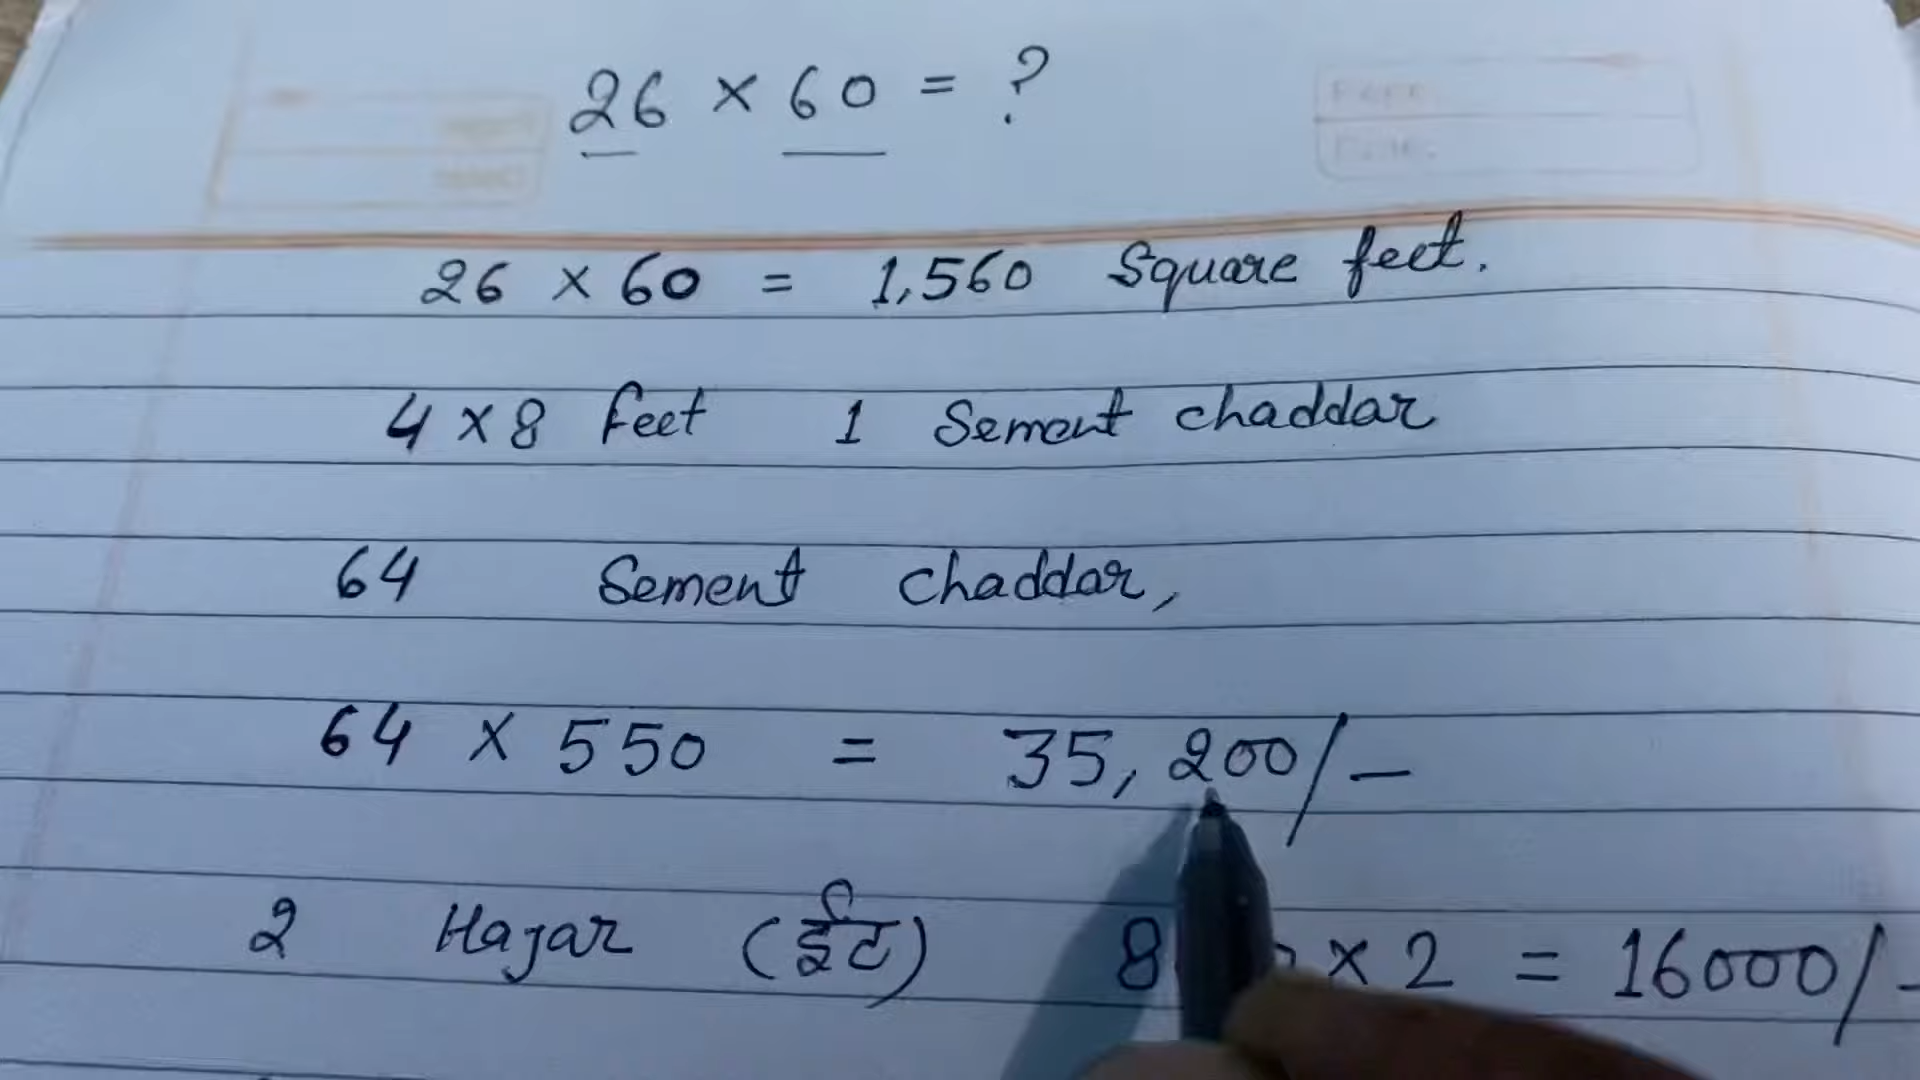 26 × 60 = ?
26 × 60 = 1,560 Square feet.
4 × 8 feet 1 Sement chaddar
64 Sement chaddar,
64 × 550 = 35,200/-
2 Hajar (ईंट) 8 × 2 = 16000/-